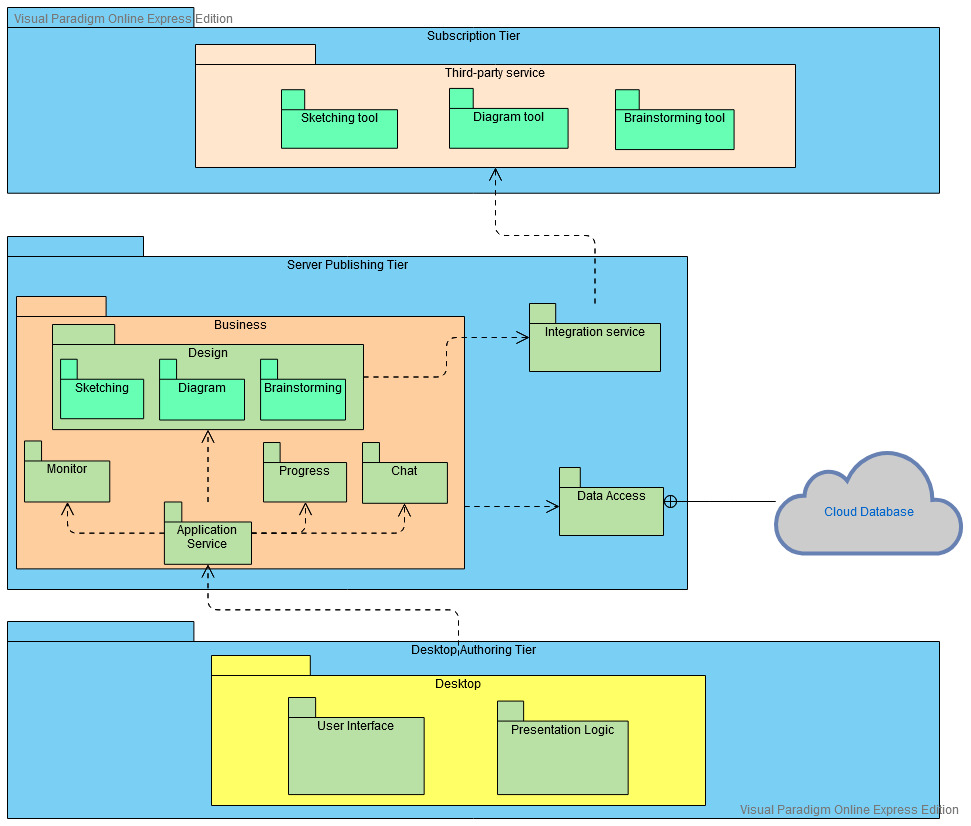 Visual Paradigm Online Express Edition
Subscription Tier
Third-party service
Sketching tool
Diagram tool
Brainstorming tool
Server Publishing Tier
Business
Integration service
Design
Sketching
Diagram
Brainstorming
Monitor
Progress
Chat
Data Access
Cloud Database
Application
Service
Desktop Authoring Tier
Desktop
User Interface
Presentation Logic
Visual Paradigm Online Express Edition